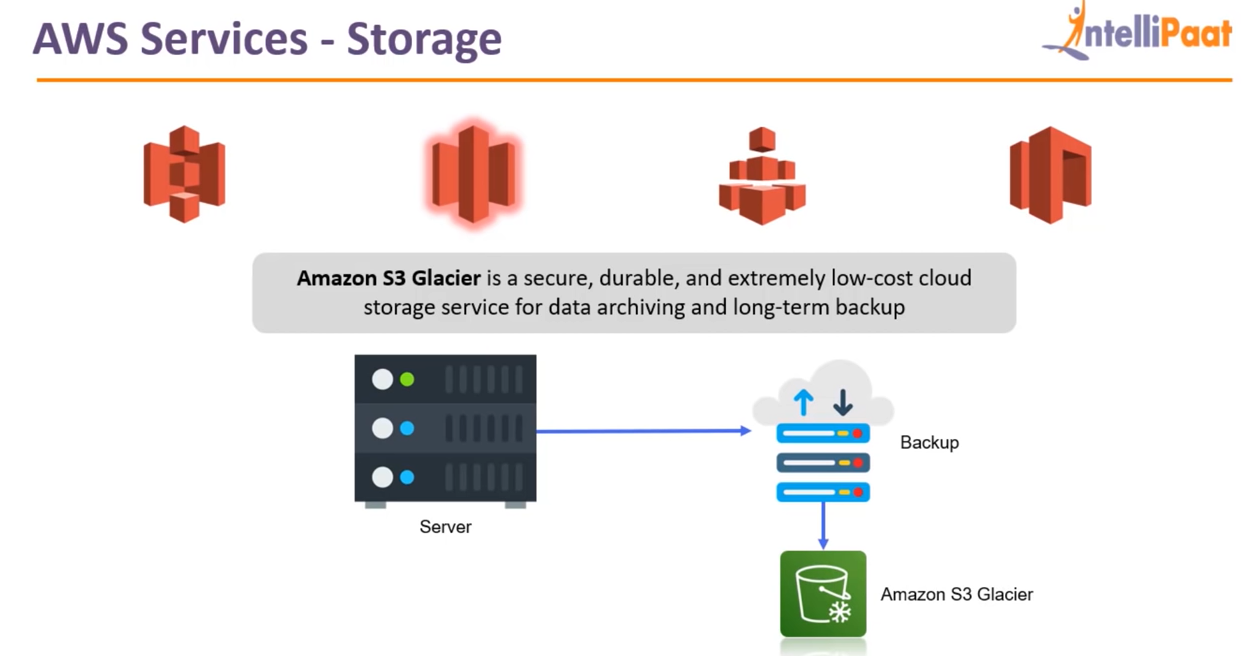 AWS Services - Storage
IntelliPaat
Amazon S3 Glacier is a secure, durable, and extremely low-cost cloud
storage service for data archiving and long-term backup
Backup
Server
Amazon S3 Glacier